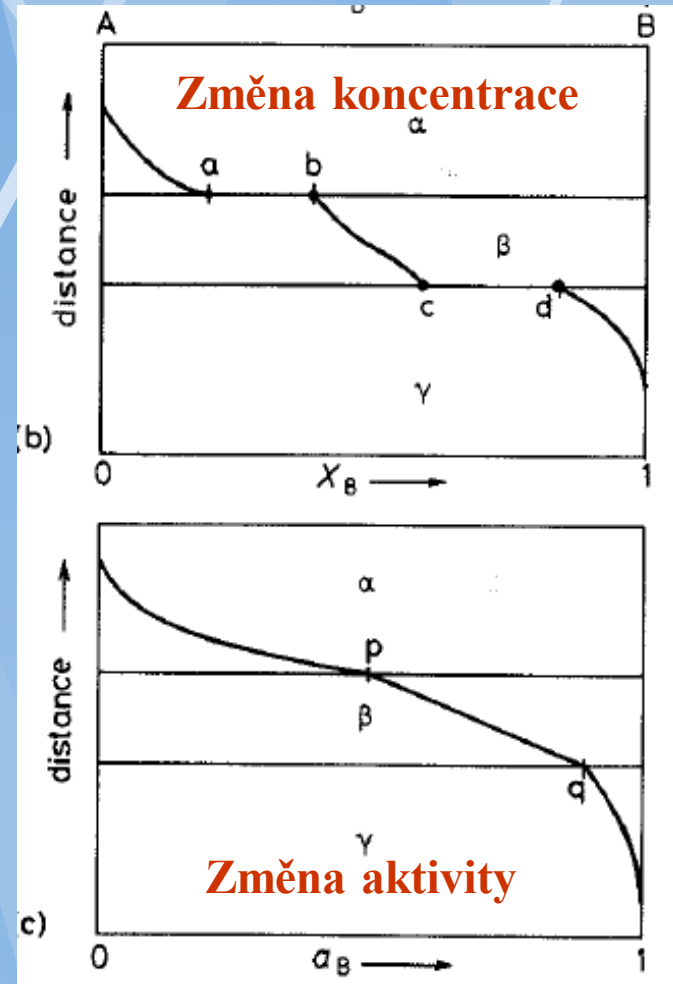 A B
Změna koncentrace
α
a b
β
distance
c d
γ
(b)
0 X_B 1
α
p
β
distance
q
γ
Změna aktivity
(c)
0 a_B 1